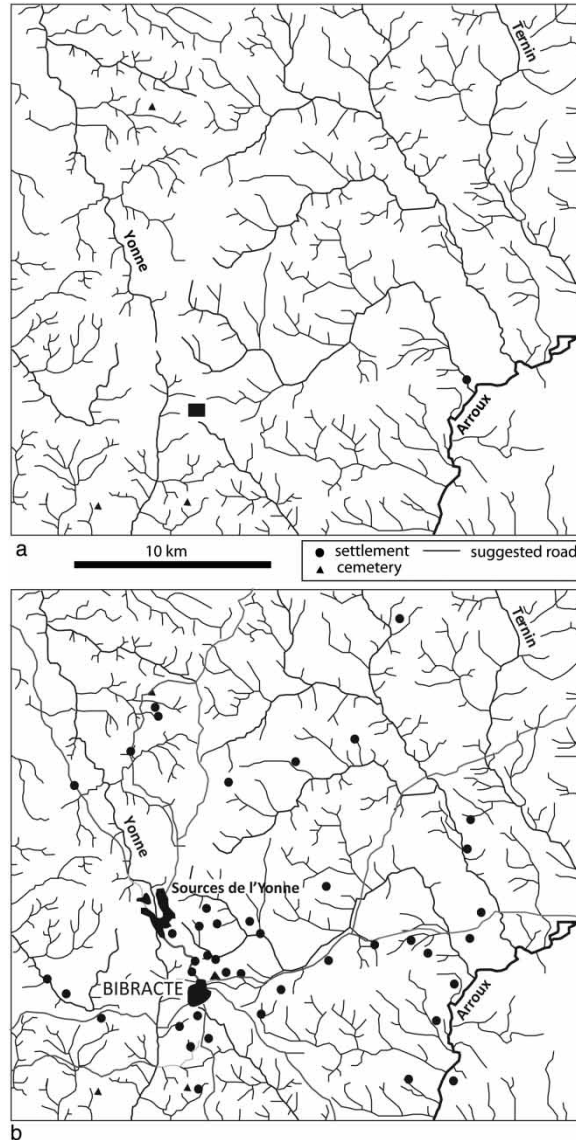 Ternin
Yonne
Arroux
a
10 km
settlement
suggested road
cemetery
Ternin
Yonne
Sources de l'Yonne
BIBRACTE
Arroux
b